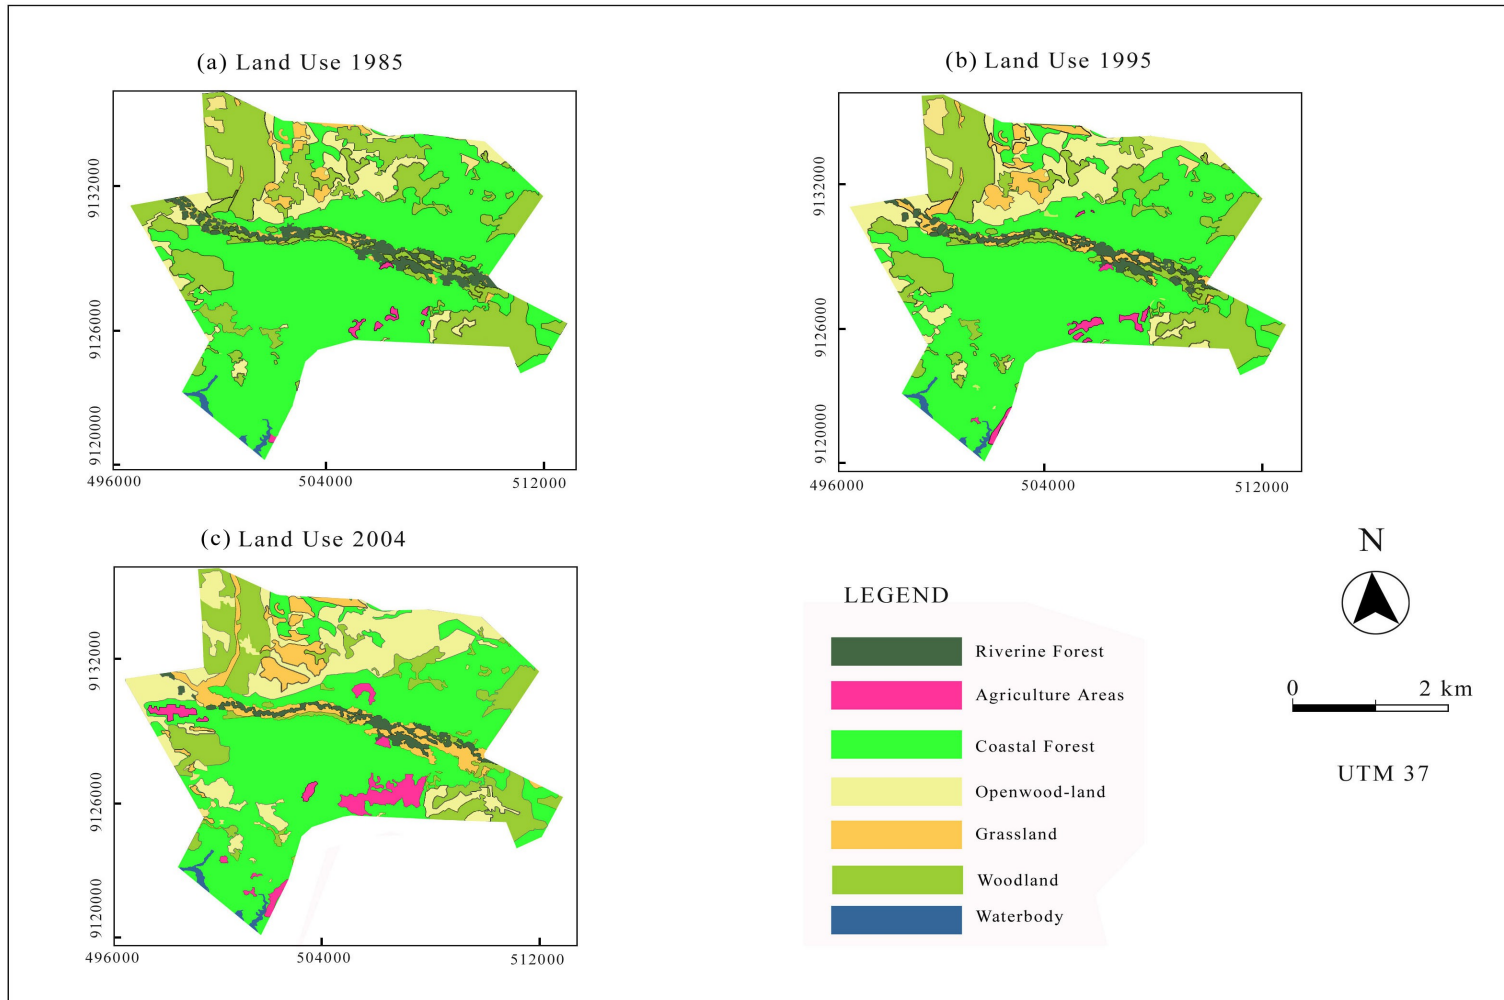 (a) Land Use 1985
9132000
9126000
9120000
496000
504000
512000
(b) Land Use 1995
9132000
9126000
9120000
496000
504000
512000
(c) Land Use 2004
9132000
9126000
9120000
496000
504000
512000
LEGEND
Riverine Forest
Agriculture Areas
Coastal Forest
Openwood-land
Grassland
Woodland
Waterbody
N
0 2 km
UTM 37